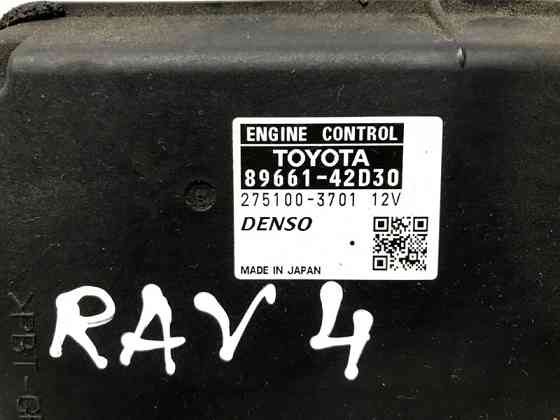 ENGINE CONTROL
TOYOTA
89661-42D30
275100-3701 12V
DENSO
MADE IN JAPAN
RAV 4